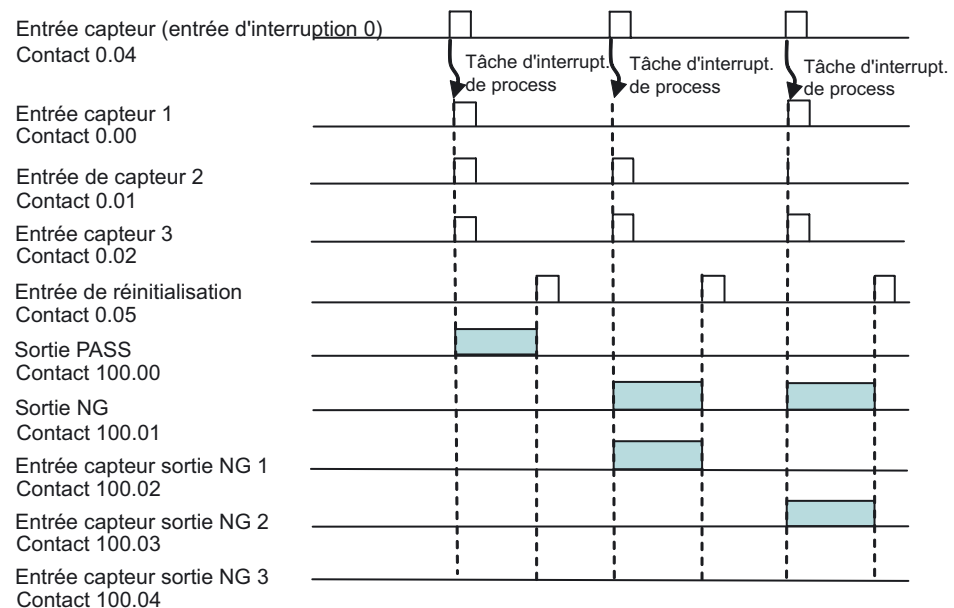 Entrée capteur (entrée d'interruption 0)
Contact 0.04
Tâche d'interrupt.
de process
Tâche d'interrupt.
de process
Tâche d'interrupt.
de process
Entrée capteur 1
Contact 0.00
Entrée de capteur 2
Contact 0.01
Entrée capteur 3
Contact 0.02
Entrée de réinitialisation
Contact 0.05
Sortie PASS
Contact 100.00
Sortie NG
Contact 100.01
Entrée capteur sortie NG 1
Contact 100.02
Entrée capteur sortie NG 2
Contact 100.03
Entrée capteur sortie NG 3
Contact 100.04